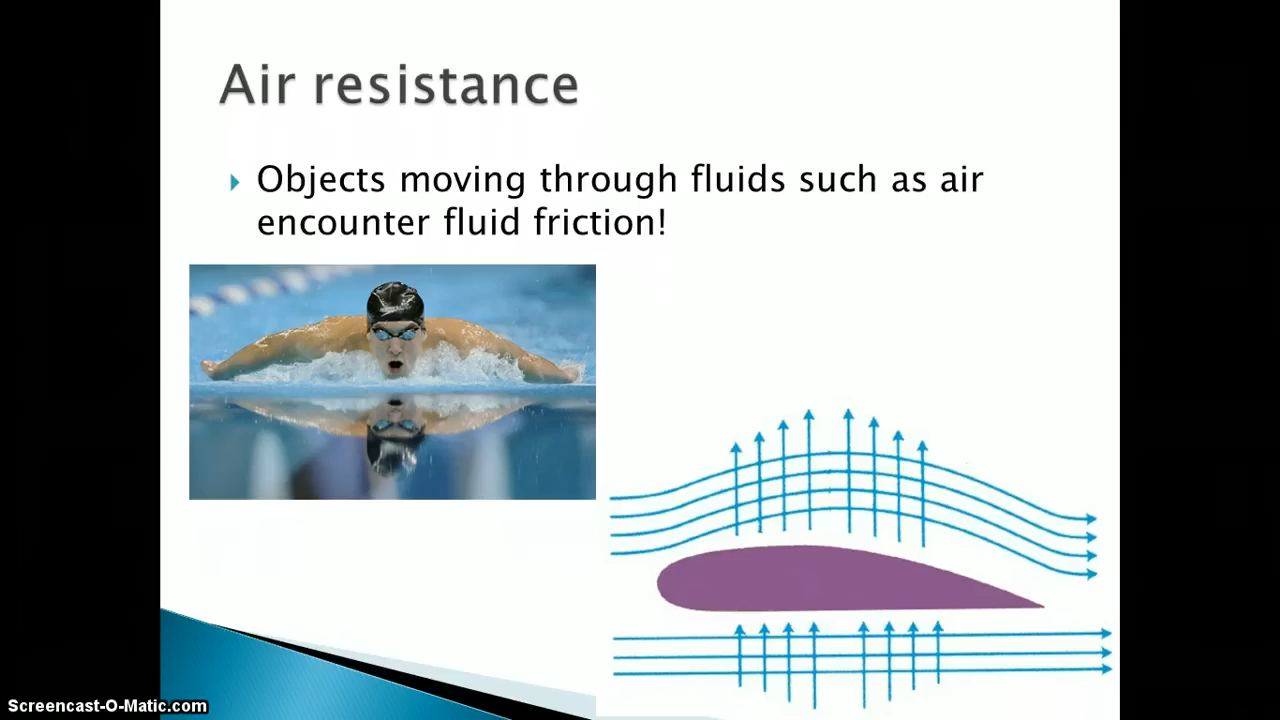 Air resistance
Objects moving through fluids such as air
encounter fluid friction!
Screencast-O-Matic.com